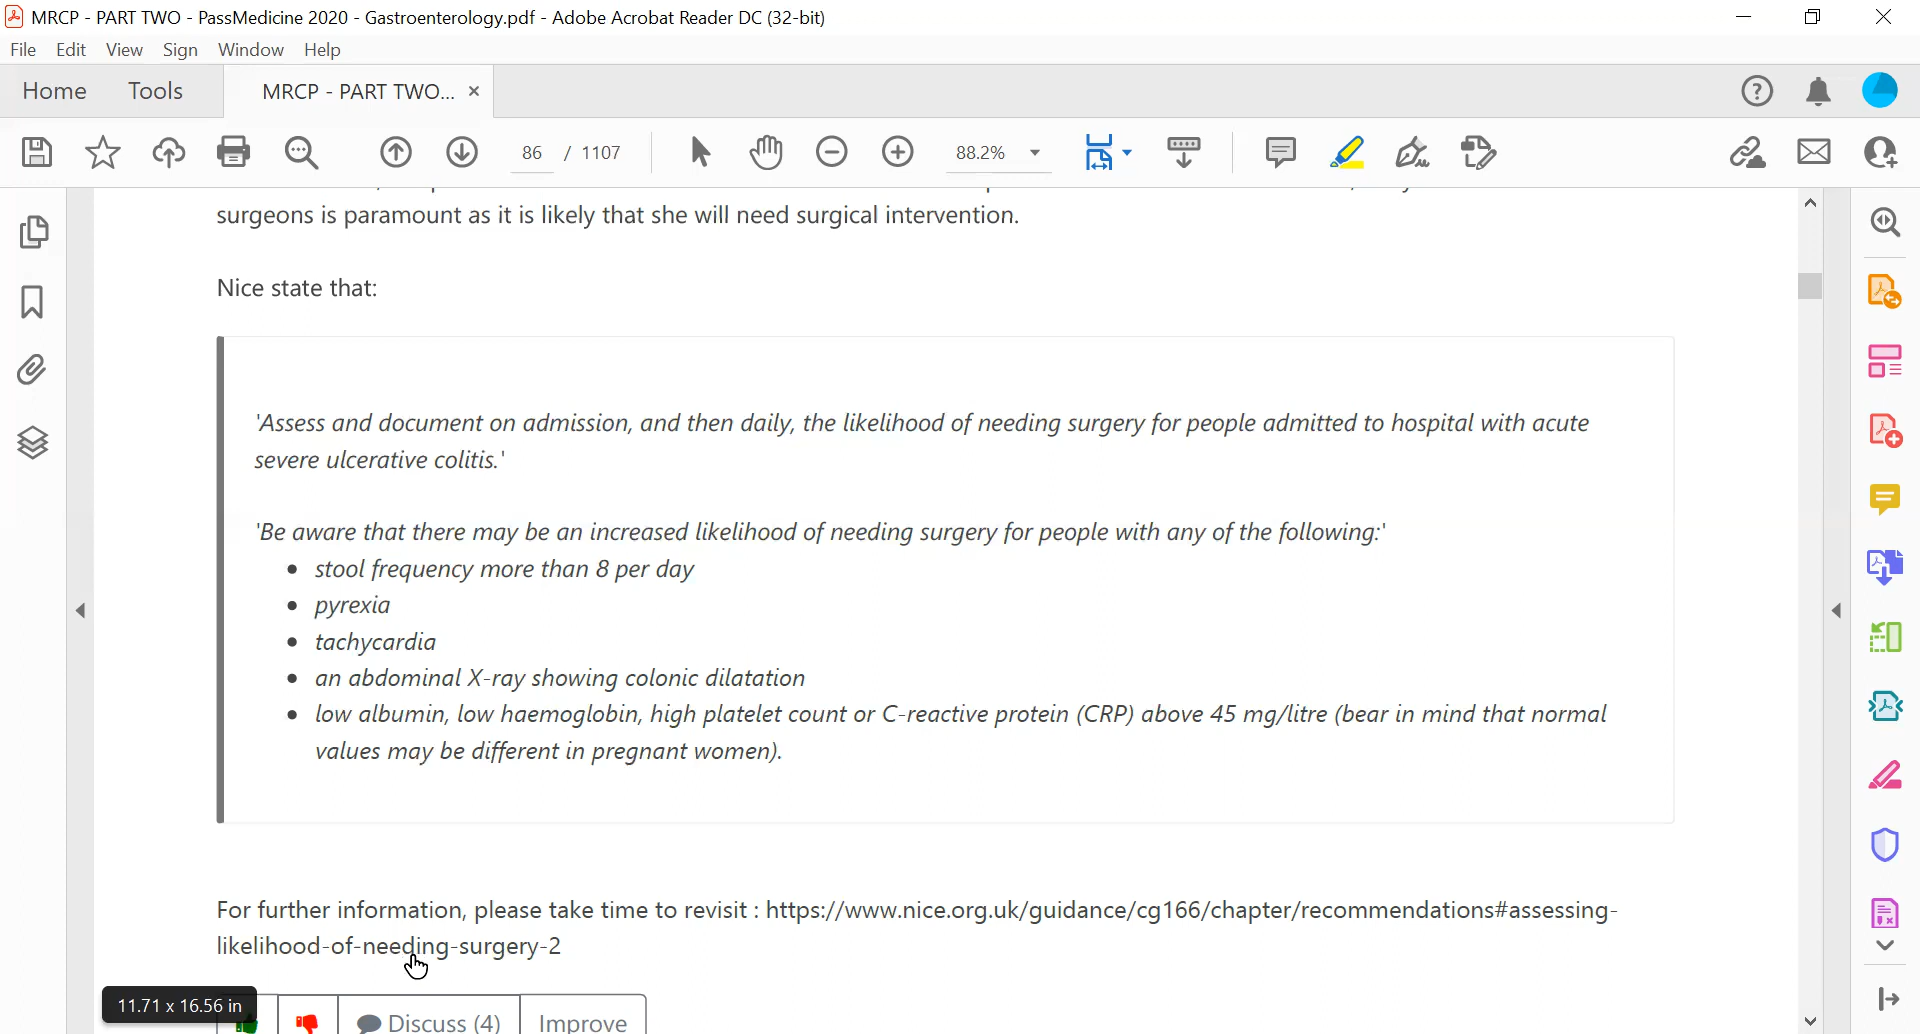 MRCP - PART TWO - PassMedicine 2020 - Gastroenterology.pdf - Adobe Acrobat Reader DC (32-bit)
File Edit View Sign Window Help
Home Tools MRCP - PART TWO... ×
86 / 1107 88.2%
surgeons is paramount as it is likely that she will need surgical intervention.
Nice state that:
'Assess and document on admission, and then daily, the likelihood of needing surgery for people admitted to hospital with acute
severe ulcerative colitis.'
'Be aware that there may be an increased likelihood of needing surgery for people with any of the following:'
• stool frequency more than 8 per day
• pyrexia
• tachycardia
• an abdominal X-ray showing colonic dilatation
• low albumin, low haemoglobin, high platelet count or C-reactive protein (CRP) above 45 mg/litre (bear in mind that normal
values may be different in pregnant women).
For further information, please take time to revisit : https://www.nice.org.uk/guidance/cg166/chapter/recommendations#assessing-
likelihood-of-needing-surgery-2
11.71 x 16.56 in
Discuss (4) Improve